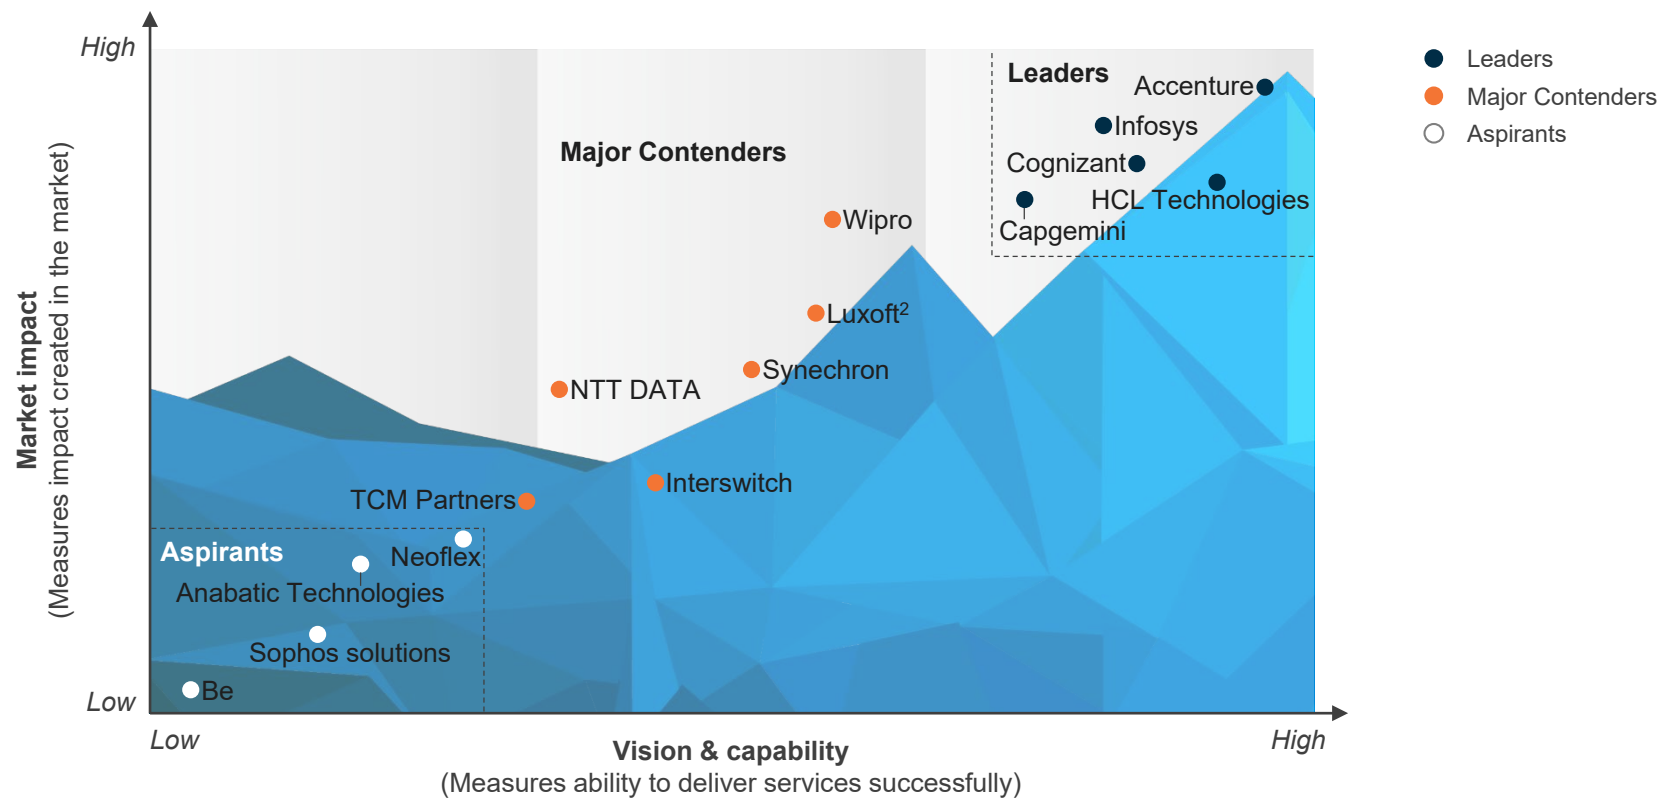 High
Leaders
Accenture
Infosys
Cognizant
HCL Technologies
Capgemini
Major Contenders
Wipro
Luxoft²
Synechron
NTT DATA
Interswitch
TCM Partners
Aspirants
Neoflex
Anabatic Technologies
Sophos solutions
Be
Low
Market impact
(Measures impact created in the market)
Low
High
Vision & capability
(Measures ability to deliver services successfully)
Leaders
Major Contenders
Aspirants